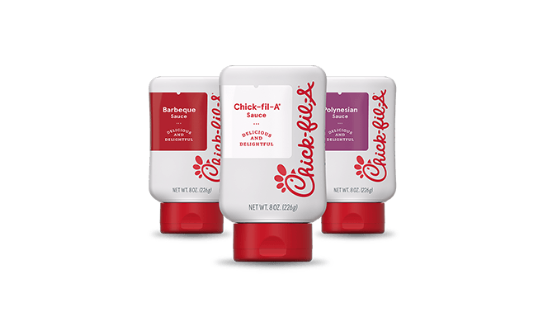 Barbeque
Sauce
DELICIOUS
AND
DELIGHTFUL
Chick-fil-A
NET WT. 8 OZ. (226g)
Chick-fil-A®
Sauce
DELICIOUS
AND
DELIGHTFUL
Chick-fil-A
NET WT. 8 OZ. (226g)
Polynesian
Sauce
DELICIOUS
AND
DELIGHTFUL
Chick-fil-A
NET WT. 8 OZ. (226g)